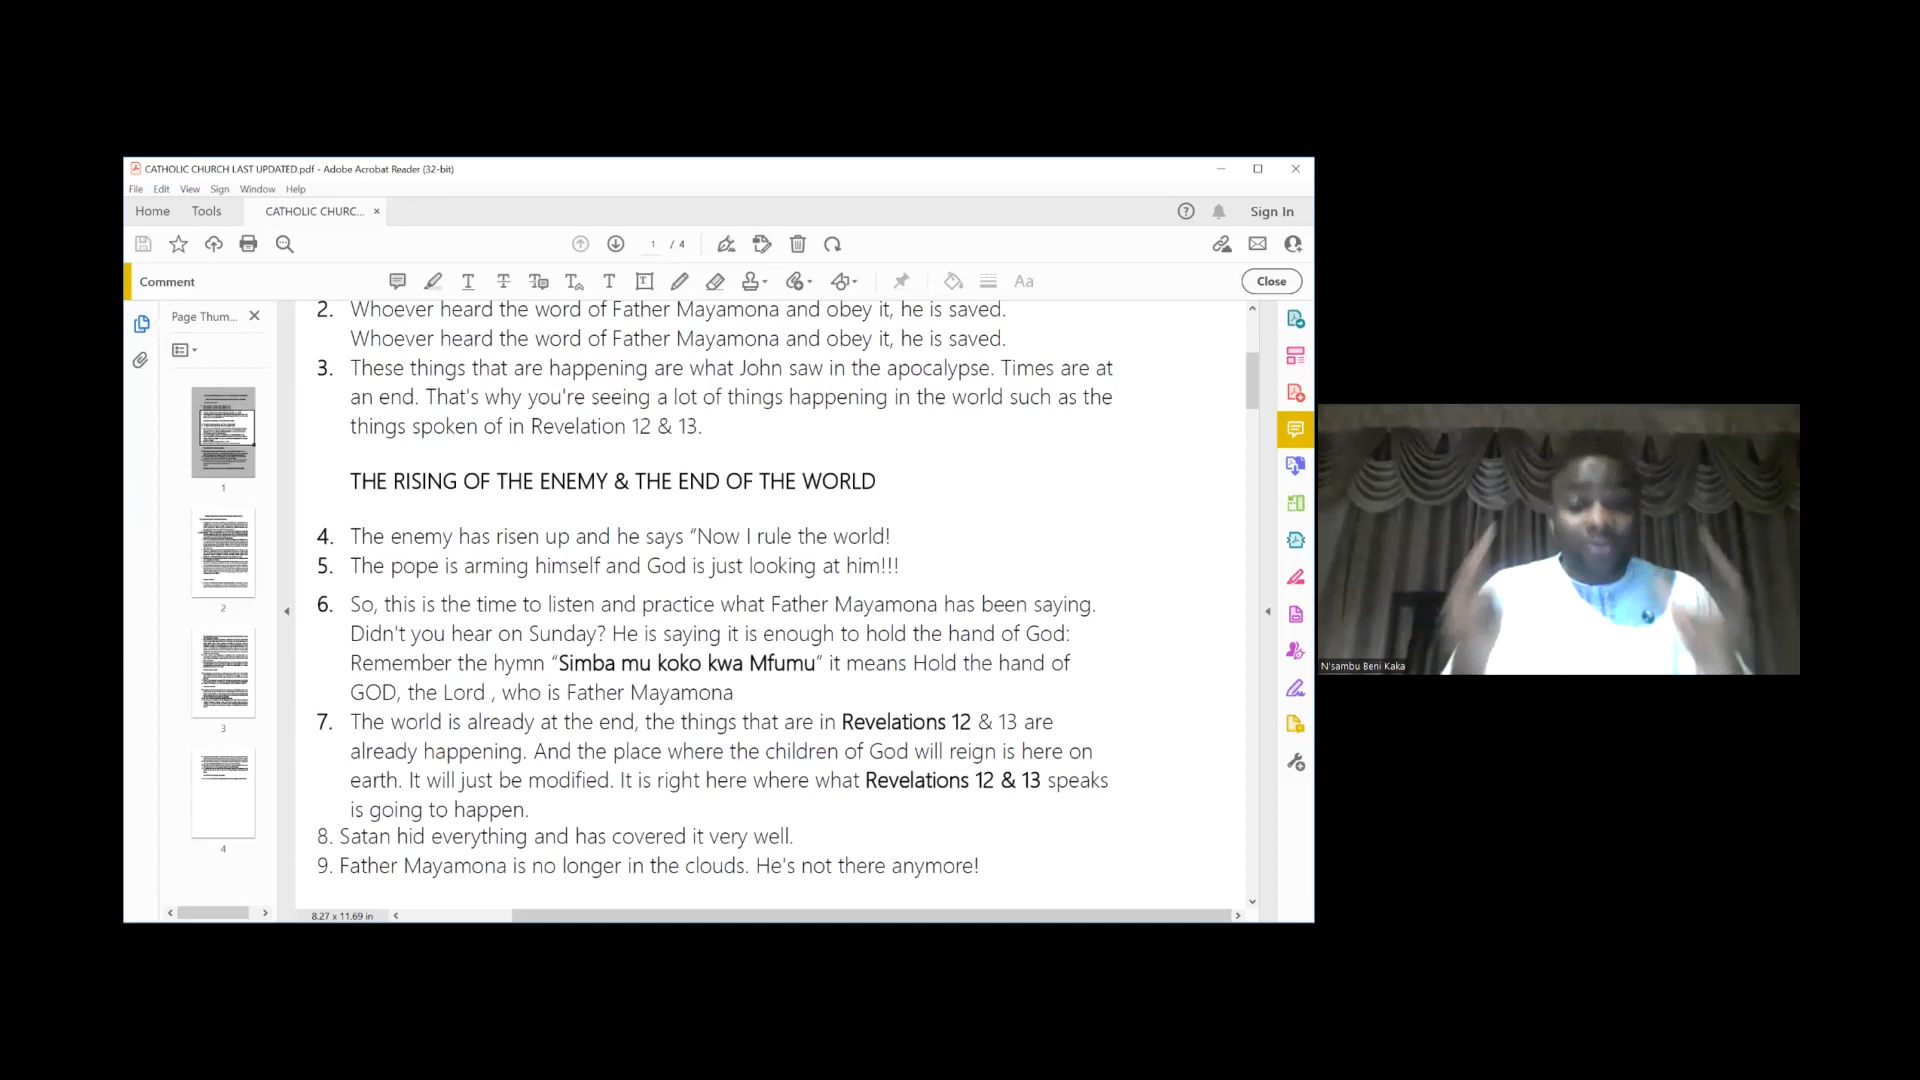 CATHOLIC CHURCH LAST UPDATED.pdf - Adobe Acrobat Reader (32-bit)
File Edit View Sign Window Help
Home Tools CATHOLIC CHURC... × Sign In
1 / 4
Comment Close
Page Thum...
1
2
3
4
2. Whoever heard the word of Father Mayamona and obey it, he is saved.
Whoever heard the word of Father Mayamona and obey it, he is saved.
3. These things that are happening are what John saw in the apocalypse. Times are at
an end. That's why you're seeing a lot of things happening in the world such as the
things spoken of in Revelation 12 & 13.
THE RISING OF THE ENEMY & THE END OF THE WORLD
4. The enemy has risen up and he says “Now I rule the world!
5. The pope is arming himself and God is just looking at him!!!
6. So, this is the time to listen and practice what Father Mayamona has been saying.
Didn't you hear on Sunday? He is saying it is enough to hold the hand of God:
Remember the hymn “Simba mu koko kwa Mfumu” it means Hold the hand of
GOD, the Lord , who is Father Mayamona
7. The world is already at the end, the things that are in Revelations 12 & 13 are
already happening. And the place where the children of God will reign is here on
earth. It will just be modified. It is right here where what Revelations 12 & 13 speaks
is going to happen.
8. Satan hid everything and has covered it very well.
9. Father Mayamona is no longer in the clouds. He's not there anymore!
8.27 x 11.69 in
N'sambu Beni Kaka